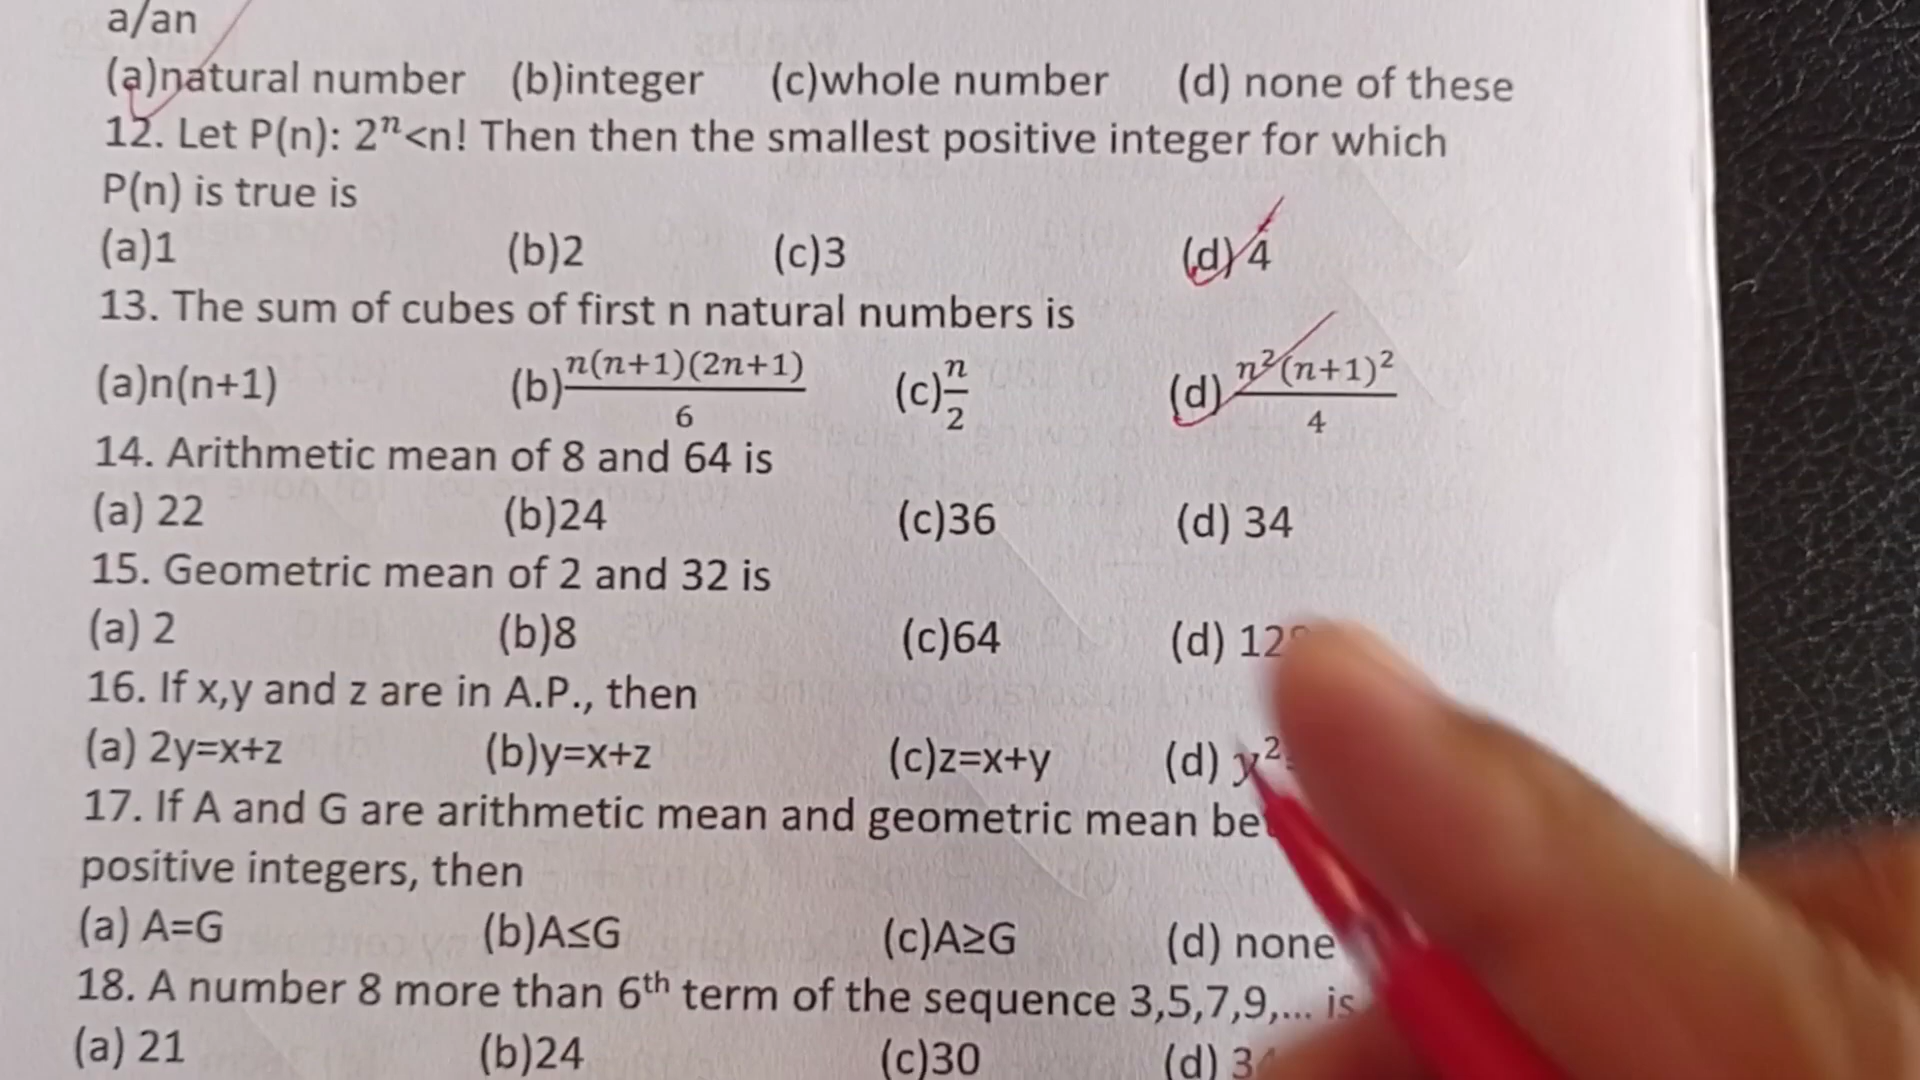 a/an
(a)natural number (b)integer (c)whole number (d) none of these
12. Let P(n): 2ⁿ<n! Then then the smallest positive integer for which
P(n) is true is
(a)1 (b)2 (c)3 (d) 4
13. The sum of cubes of first n natural numbers is
(a)n(n+1) (b)n(n+1)(2n+1)/6 (c)n/2 (d) n²(n+1)²/4
14. Arithmetic mean of 8 and 64 is
(a) 22 (b)24 (c)36 (d) 34
15. Geometric mean of 2 and 32 is
(a) 2 (b)8 (c)64 (d)
16. If x,y and z are in A.P., then
(a) 2y=x+z (b)y=x+z (c)z=x+y (d) y²
17. If A and G are arithmetic mean and geometric mean
positive integers, then
(a) A=G (b)A≤G (c)A≥G (d) none
18. A number 8 more than 6ᵗʰ term of the sequence 3,5,7,9,... is
(a) 21 (b)24 (c)30 (d)